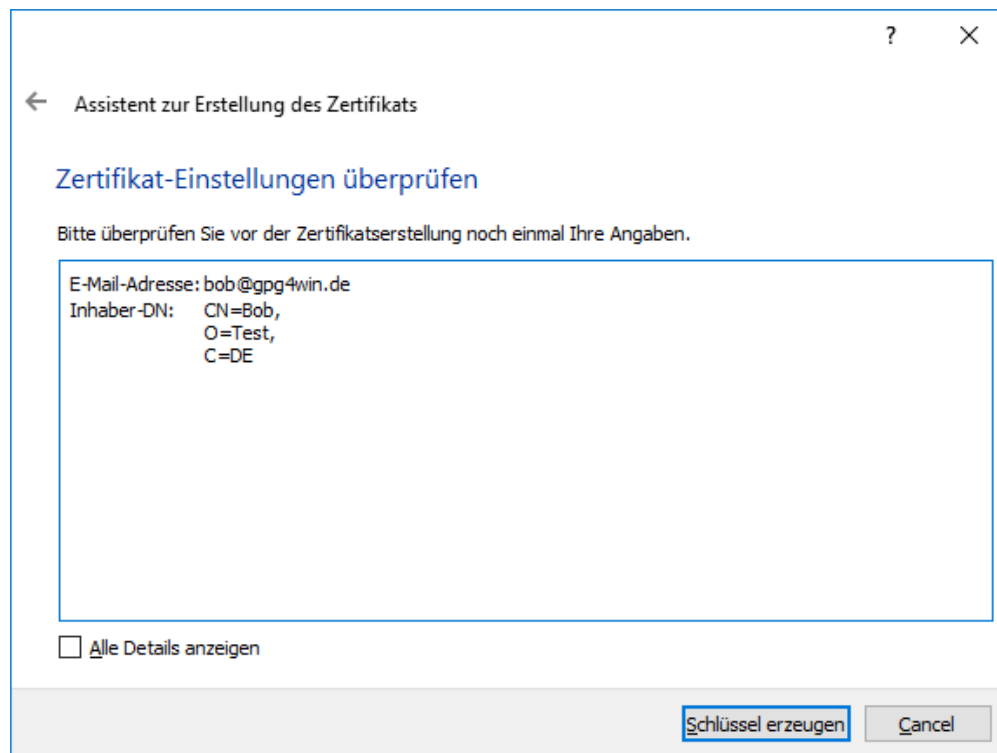 ?
Assistent zur Erstellung des Zertifikats
Zertifikat-Einstellungen überprüfen
Bitte überprüfen Sie vor der Zertifikatserstellung noch einmal Ihre Angaben.
E-Mail-Adresse: bob@gpg4win.de
Inhaber-DN: CN=Bob,
O=Test,
C=DE
Alle Details anzeigen
Schlüssel erzeugen Cancel